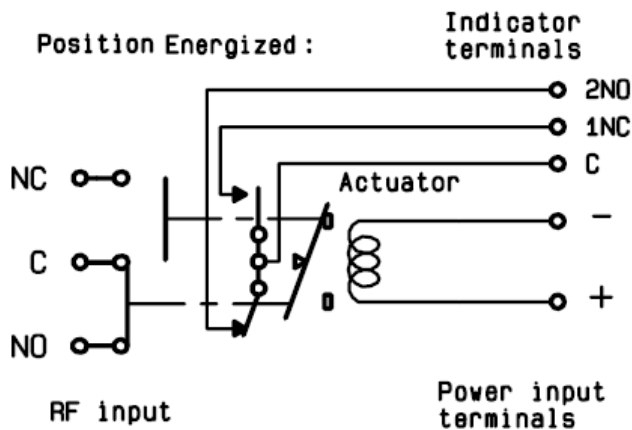 Position Energized :
Indicator
terminals
2NO
1NC
C
NC
Actuator
-
C
+
NO
RF input
Power input
terminals